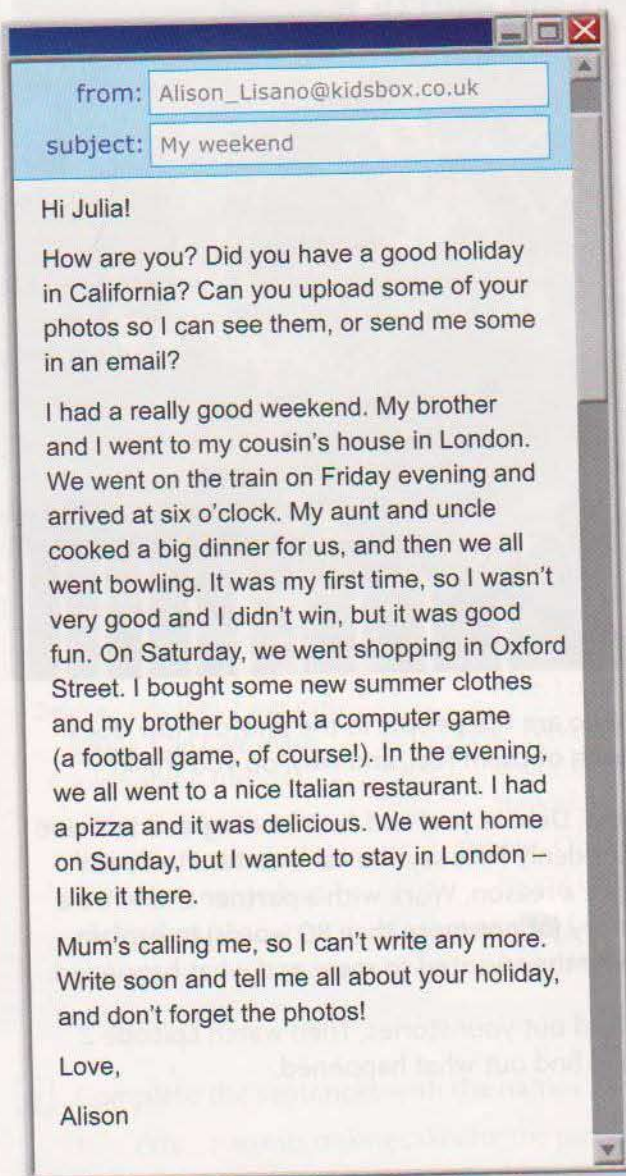 from: Alison_Lisano@kidsbox.co.uk
subject: My weekend
Hi Julia!
How are you? Did you have a good holiday
in California? Can you upload some of your
photos so I can see them, or send me some
in an email?
I had a really good weekend. My brother
and I went to my cousin's house in London.
We went on the train on Friday evening and
arrived at six o'clock. My aunt and uncle
cooked a big dinner for us, and then we all
went bowling. It was my first time, so I wasn't
very good and I didn't win, but it was good
fun. On Saturday, we went shopping in Oxford
Street. I bought some new summer clothes
and my brother bought a computer game
(a football game, of course!). In the evening,
we all went to a nice Italian restaurant. I had
a pizza and it was delicious. We went home
on Sunday, but I wanted to stay in London –
I like it there.
Mum's calling me, so I can't write any more.
Write soon and tell me all about your holiday,
and don't forget the photos!
Love,
Alison